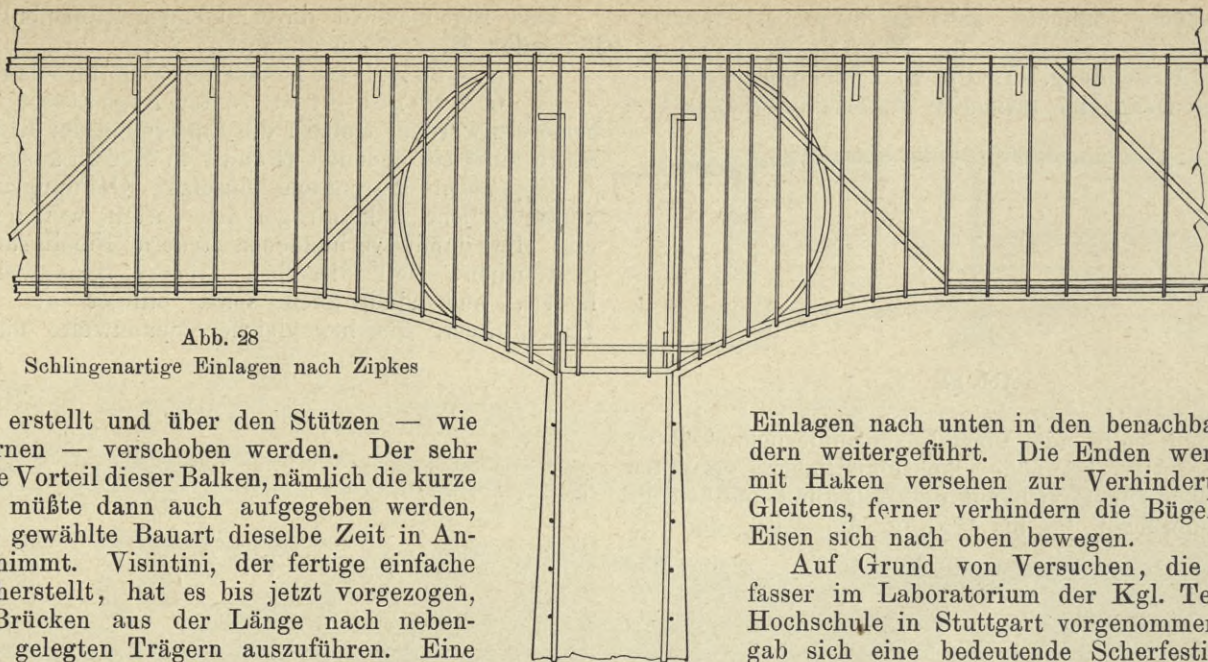 Abb. 28
Schlingenartige Einlagen nach Zipkes
erstellt und über den Stützen — wie
rnen — verschoben werden. Der sehr
e Vorteil dieser Balken, nämlich die kurze
müßte dann auch aufgegeben werden,
gewählte Bauart dieselbe Zeit in An-
nimmt. Visintini, der fertige einfache
herstellt, hat es bis jetzt vorgezogen,
Brücken aus der Länge nach neben-
gelegten Trägern auszuführen. Eine
Einlagen nach unten in den benachba
dern weitergeführt. Die Enden wer
mit Haken versehen zur Verhinder
Gleitens, ferner verhindern die Bügel
Eisen sich nach oben bewegen.
Auf Grund von Versuchen, die
fasser im Laboratorium der Kgl. Te
Hochschule in Stuttgart vorgenommen
gab sich eine bedeutende Scherfesti